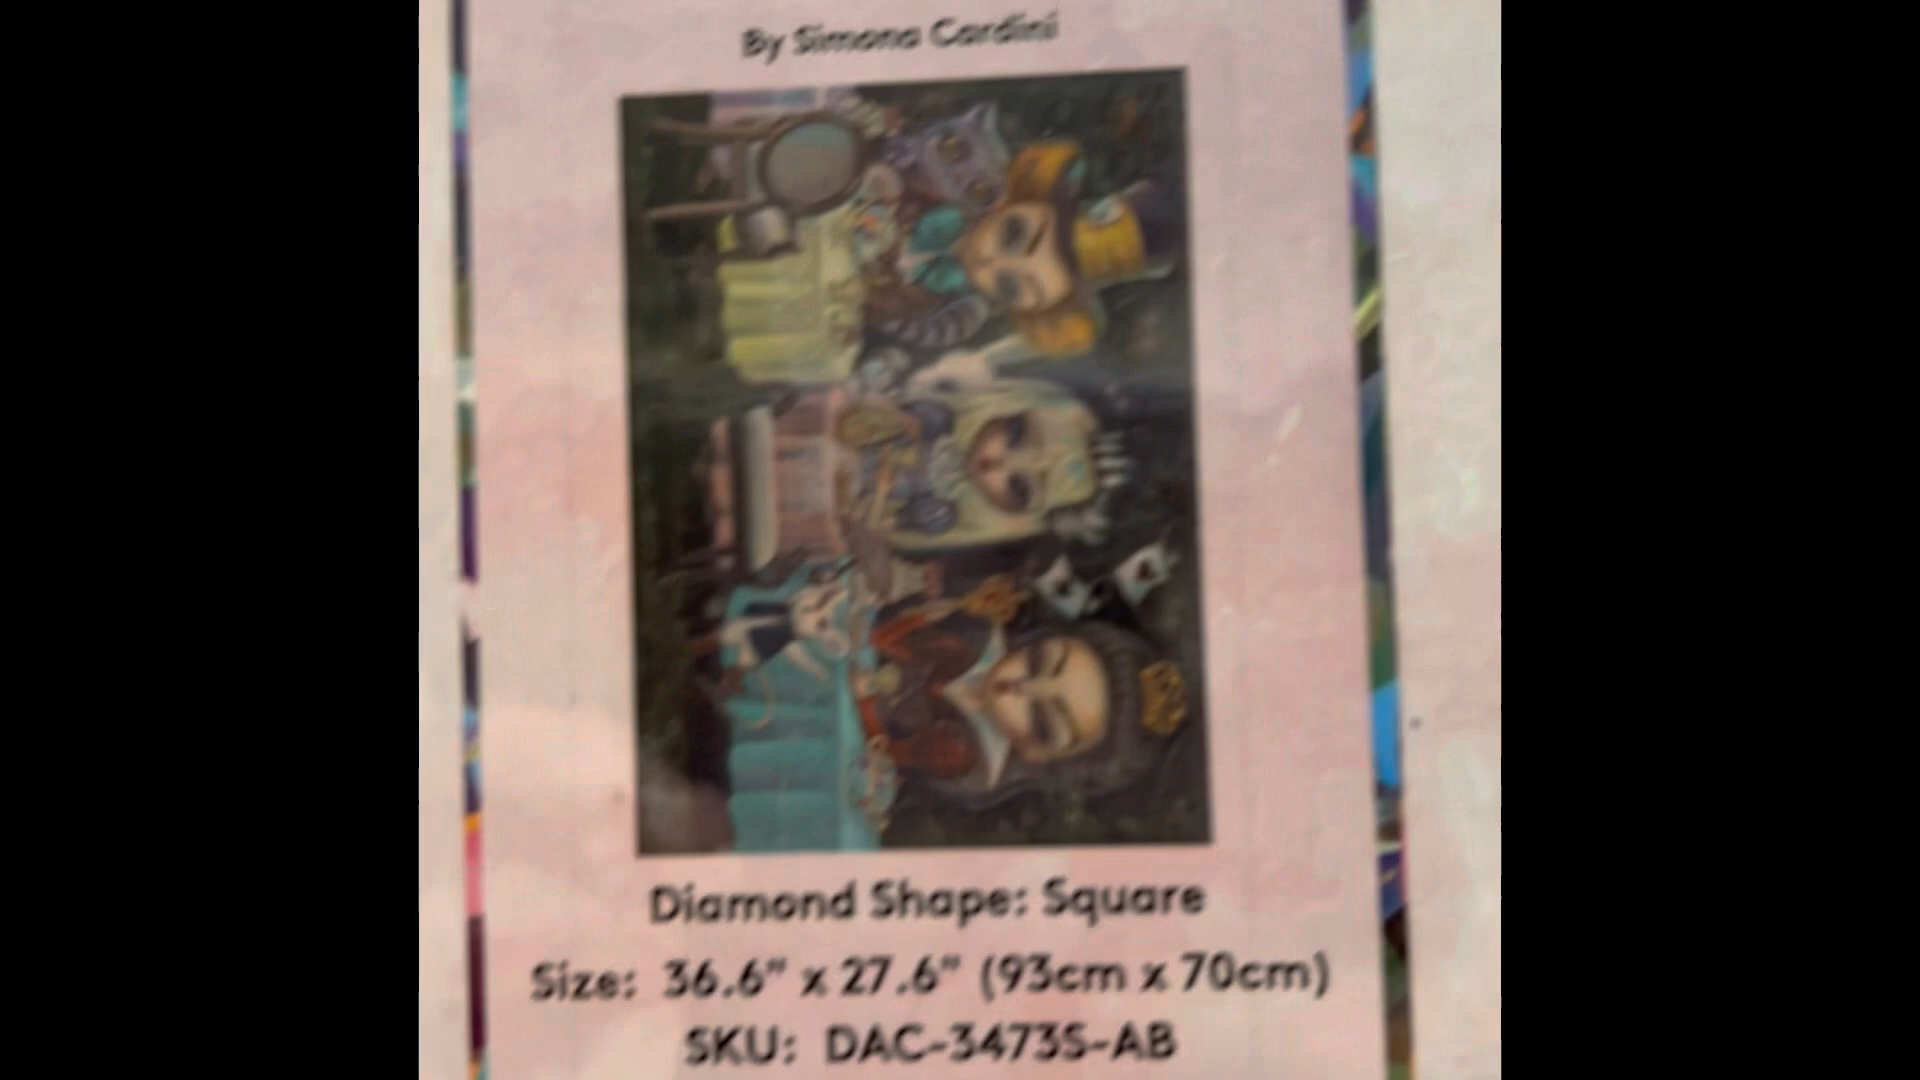 By Simona Cardini
Diamond Shape: Square
Size: 36.6" x 27.6" (93cm x 70cm)
SKU: DAC-3473S-AB